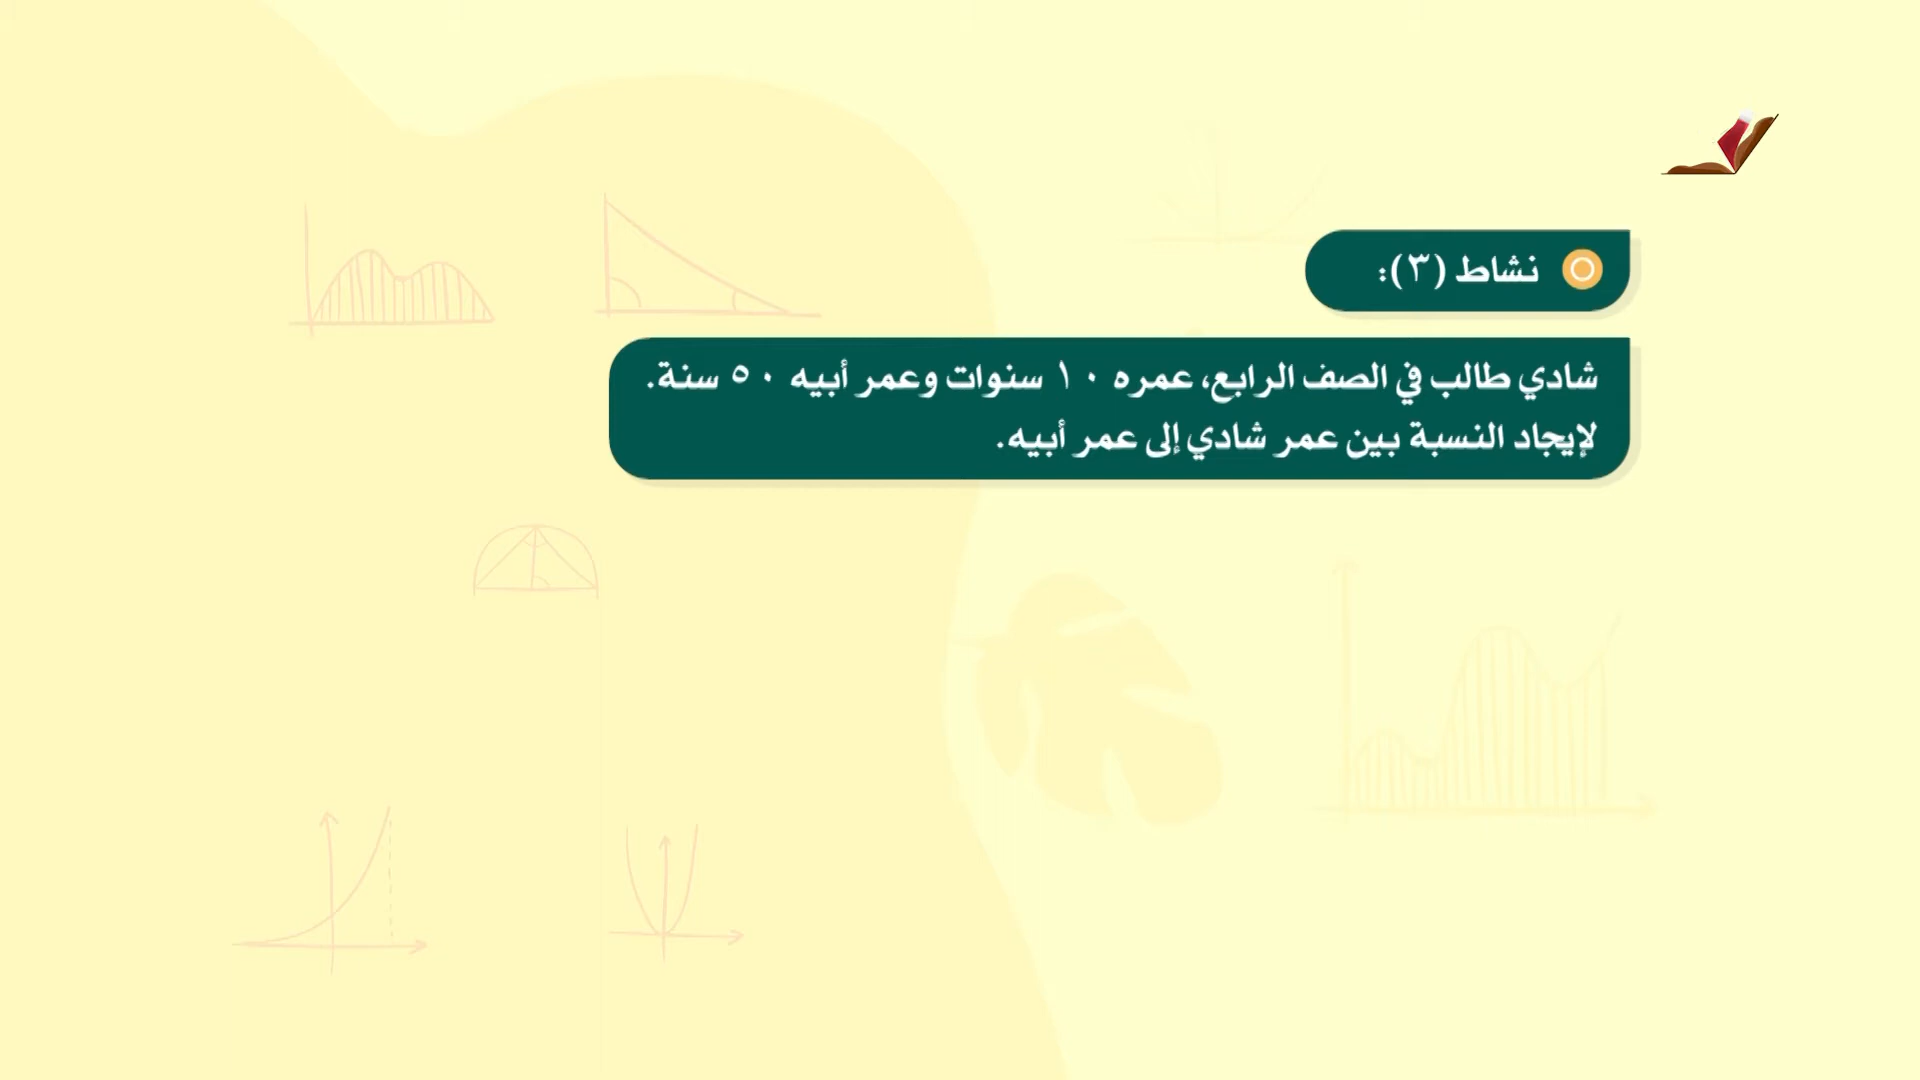 نشاط (٣):
شادي طالب في الصف الرابع، عمره ١٠ سنوات وعمر أبيه ٥٠ سنة.
لإيجاد النسبة بين عمر شادي إلى عمر أبيه.